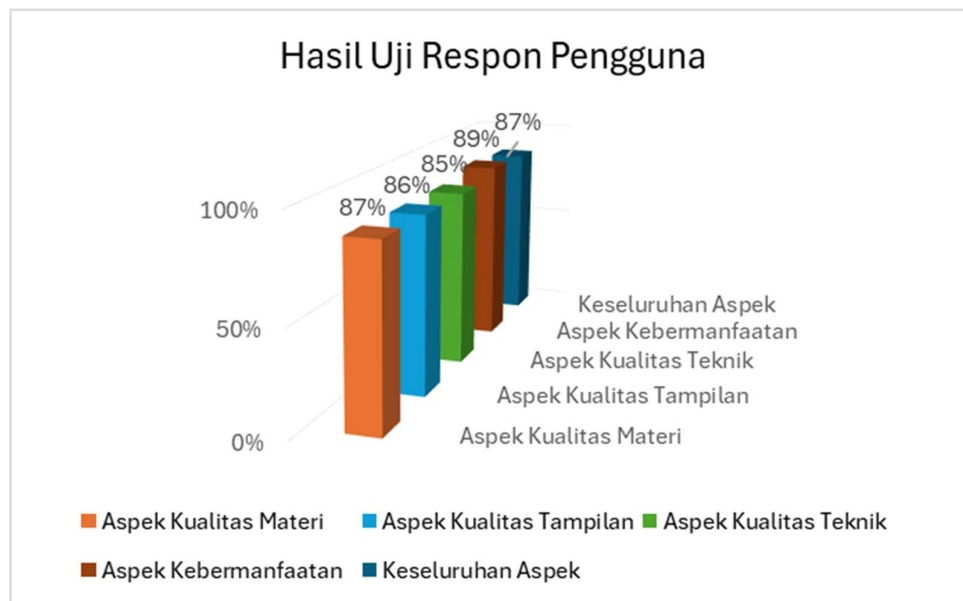 Hasil Uji Respon Pengguna
87%
89%
85%
86%
87%
100%
50%
0%
Keseluruhan Aspek
Aspek Kebermanfaatan
Aspek Kualitas Teknik
Aspek Kualitas Tampilan
Aspek Kualitas Materi
Aspek Kualitas Materi Aspek Kualitas Tampilan Aspek Kualitas Teknik
Aspek Kebermanfaatan Keseluruhan Aspek